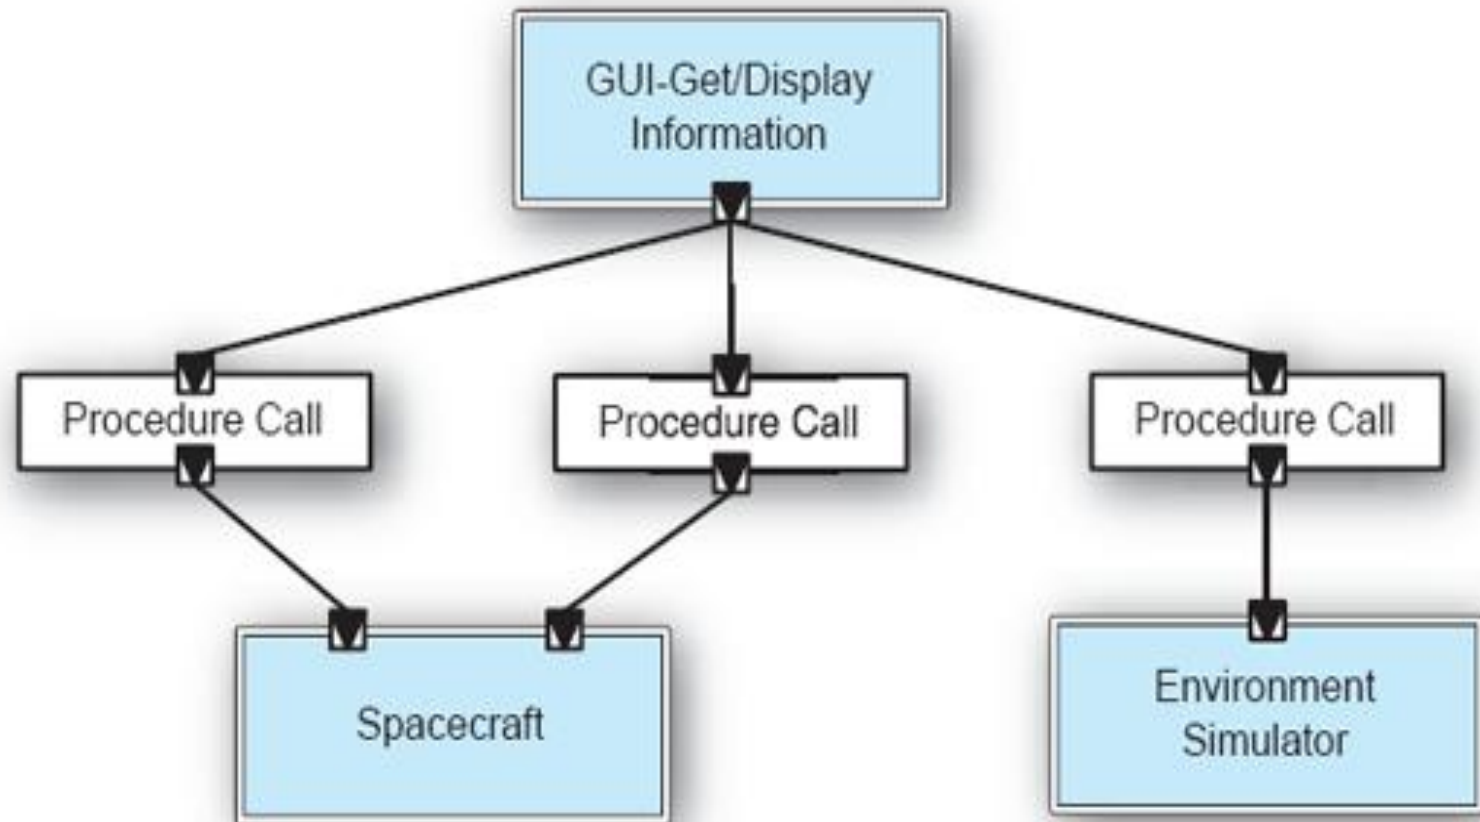 GUI-Get/Display
Information
Procedure Call
Procedure Call
Procedure Call
Spacecraft
Environment
Simulator